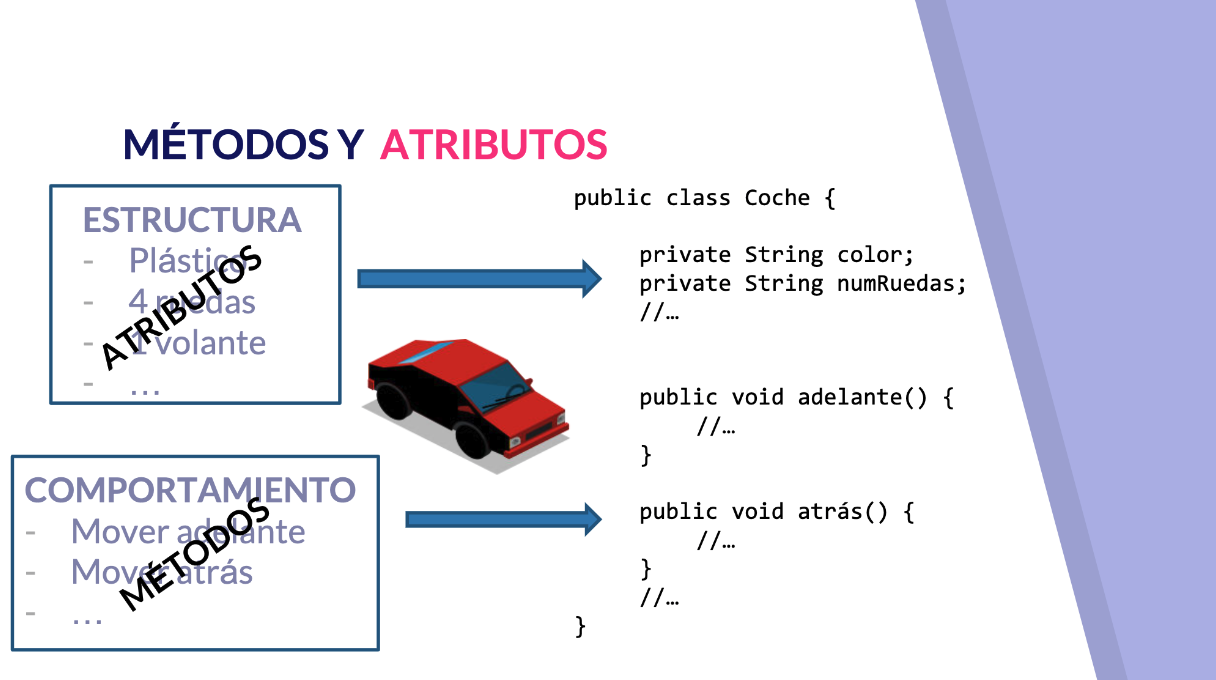 MÉTODOS Y ATRIBUTOS
ESTRUCTURA
- Plástico
- 4 ruedas
- 1 volante
- ...
ATRIBUTOS
COMPORTAMIENTO
- Mover adelante
- Mover atrás
- ...
MÉTODOS
public class Coche {
private String color;
private String numRuedas;
//…
public void adelante() {
//…
}
public void atrás() {
//…
}
//…
}